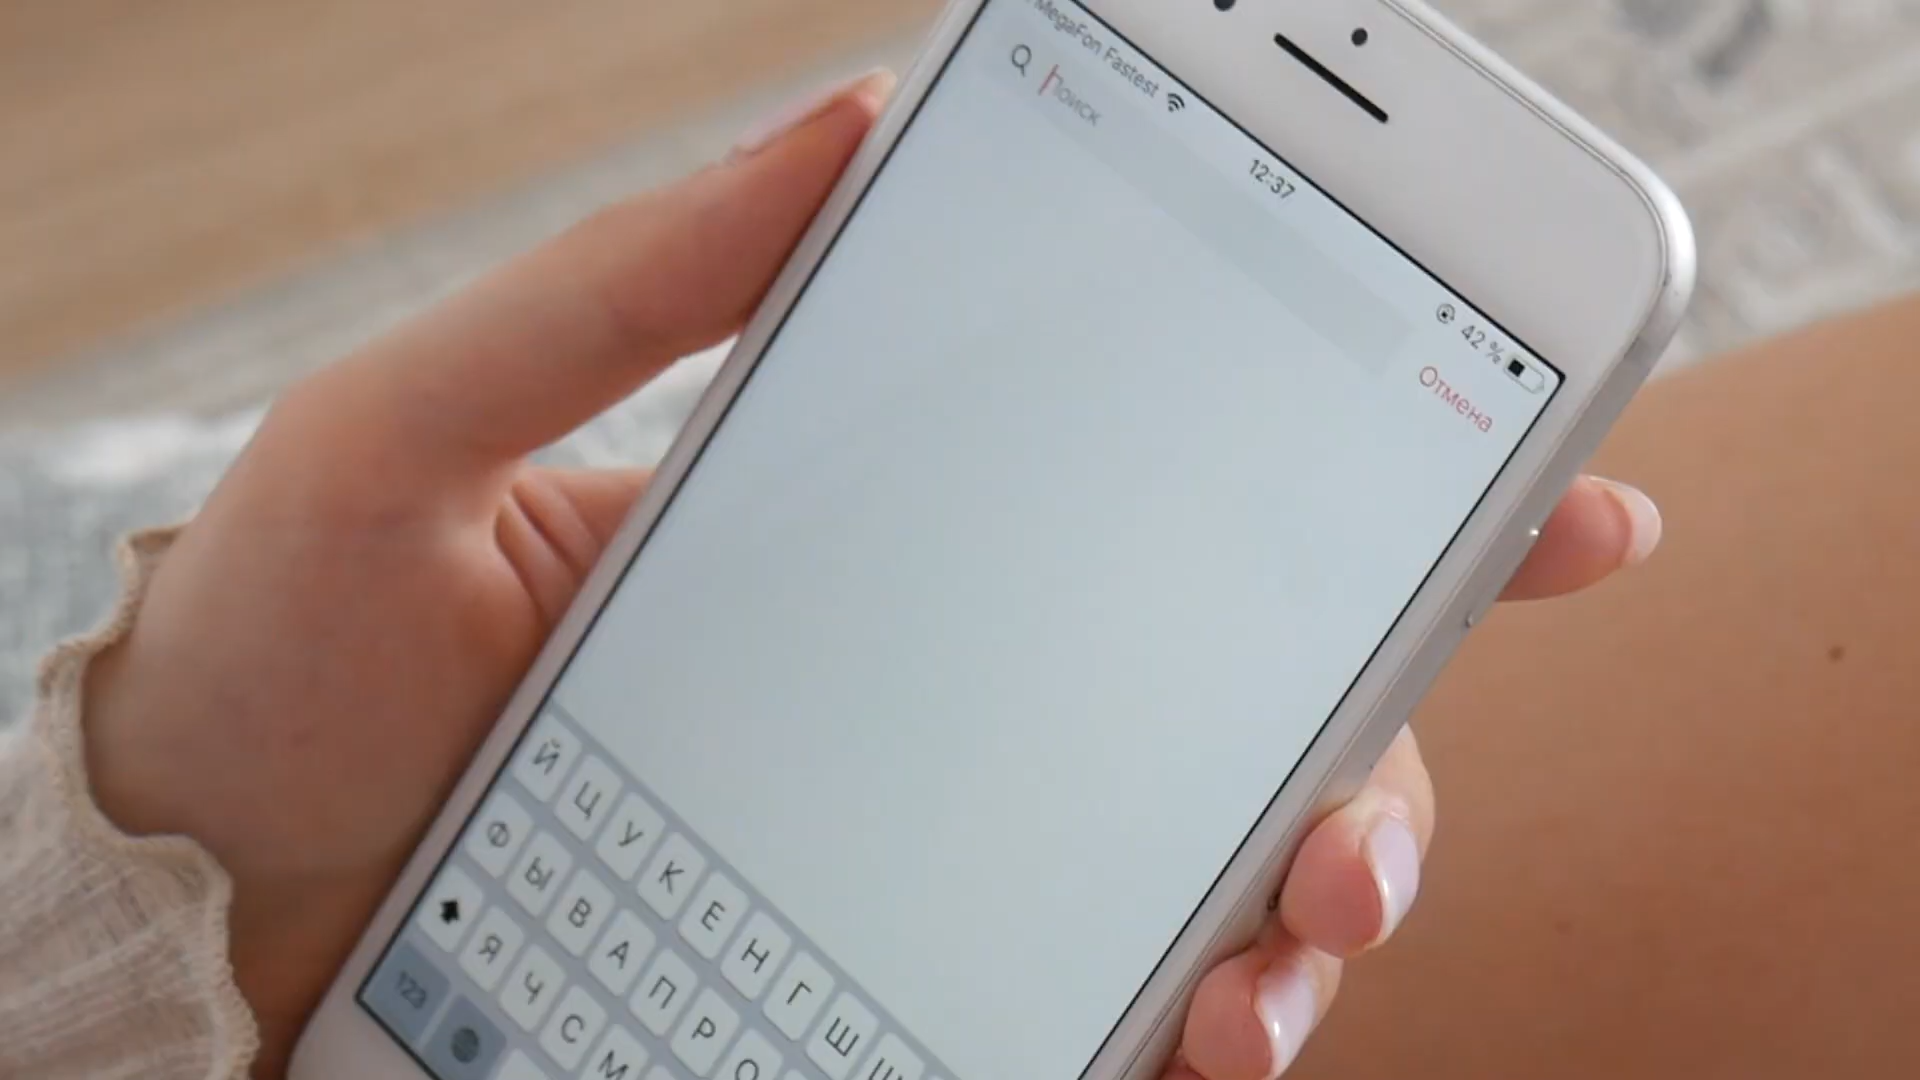 MegaFon Fastest 12:37 42 %
Поиск Отмена
Й Ц У К Е Н Г Ш Щ
Ф Ы В А П Р О
Я Ч С М
123